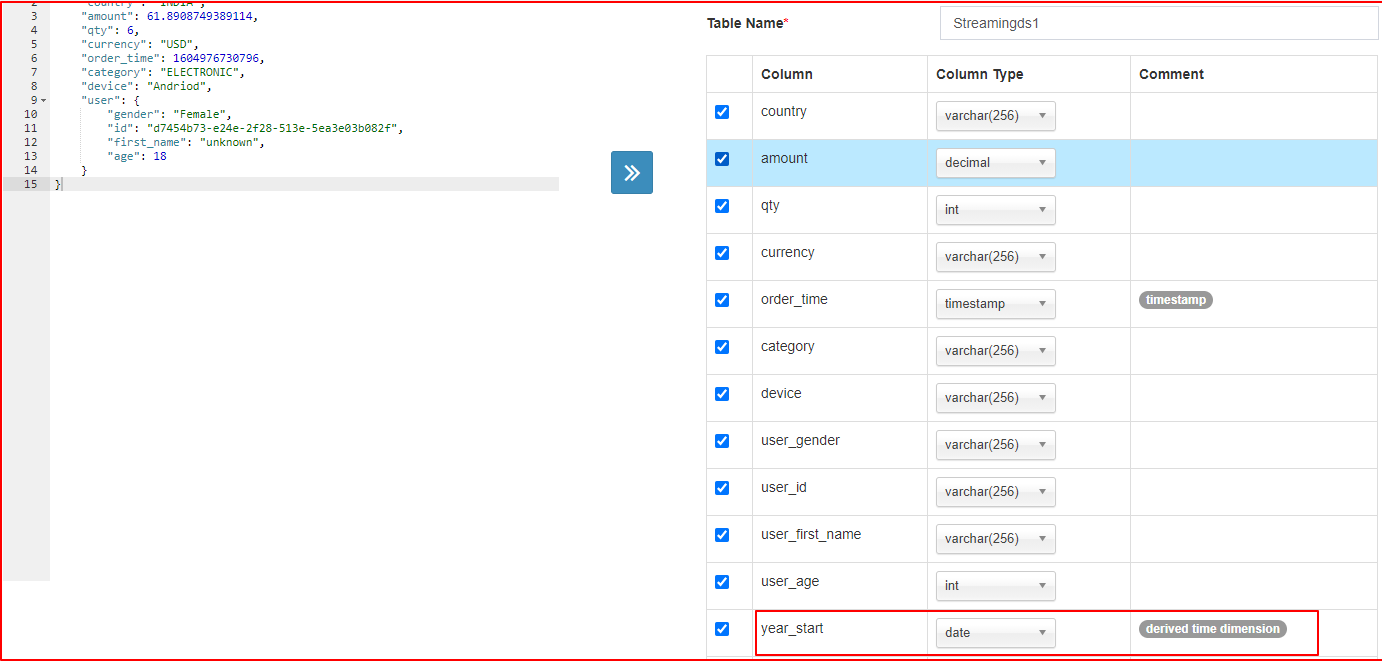 2 "country": "INDIA",
3 "amount": 61.8908749389114,
4 "qty": 6,
5 "currency": "USD",
6 "order_time": 1604976730796,
7 "category": "ELECTRONIC",
8 "device": "Andriod",
9 "user": {
10 "gender": "Female",
11 "id": "d7454b73-e24e-2f28-513e-5ea3e03b082f",
12 "first_name": "unknown",
13 "age": 18
14 }
15 }
Table Name* Streamingds1
Column Column Type Comment
country varchar(256)
amount decimal
qty int
currency varchar(256)
order_time timestamp timestamp
category varchar(256)
device varchar(256)
user_gender varchar(256)
user_id varchar(256)
user_first_name varchar(256)
user_age int
year_start date derived time dimension